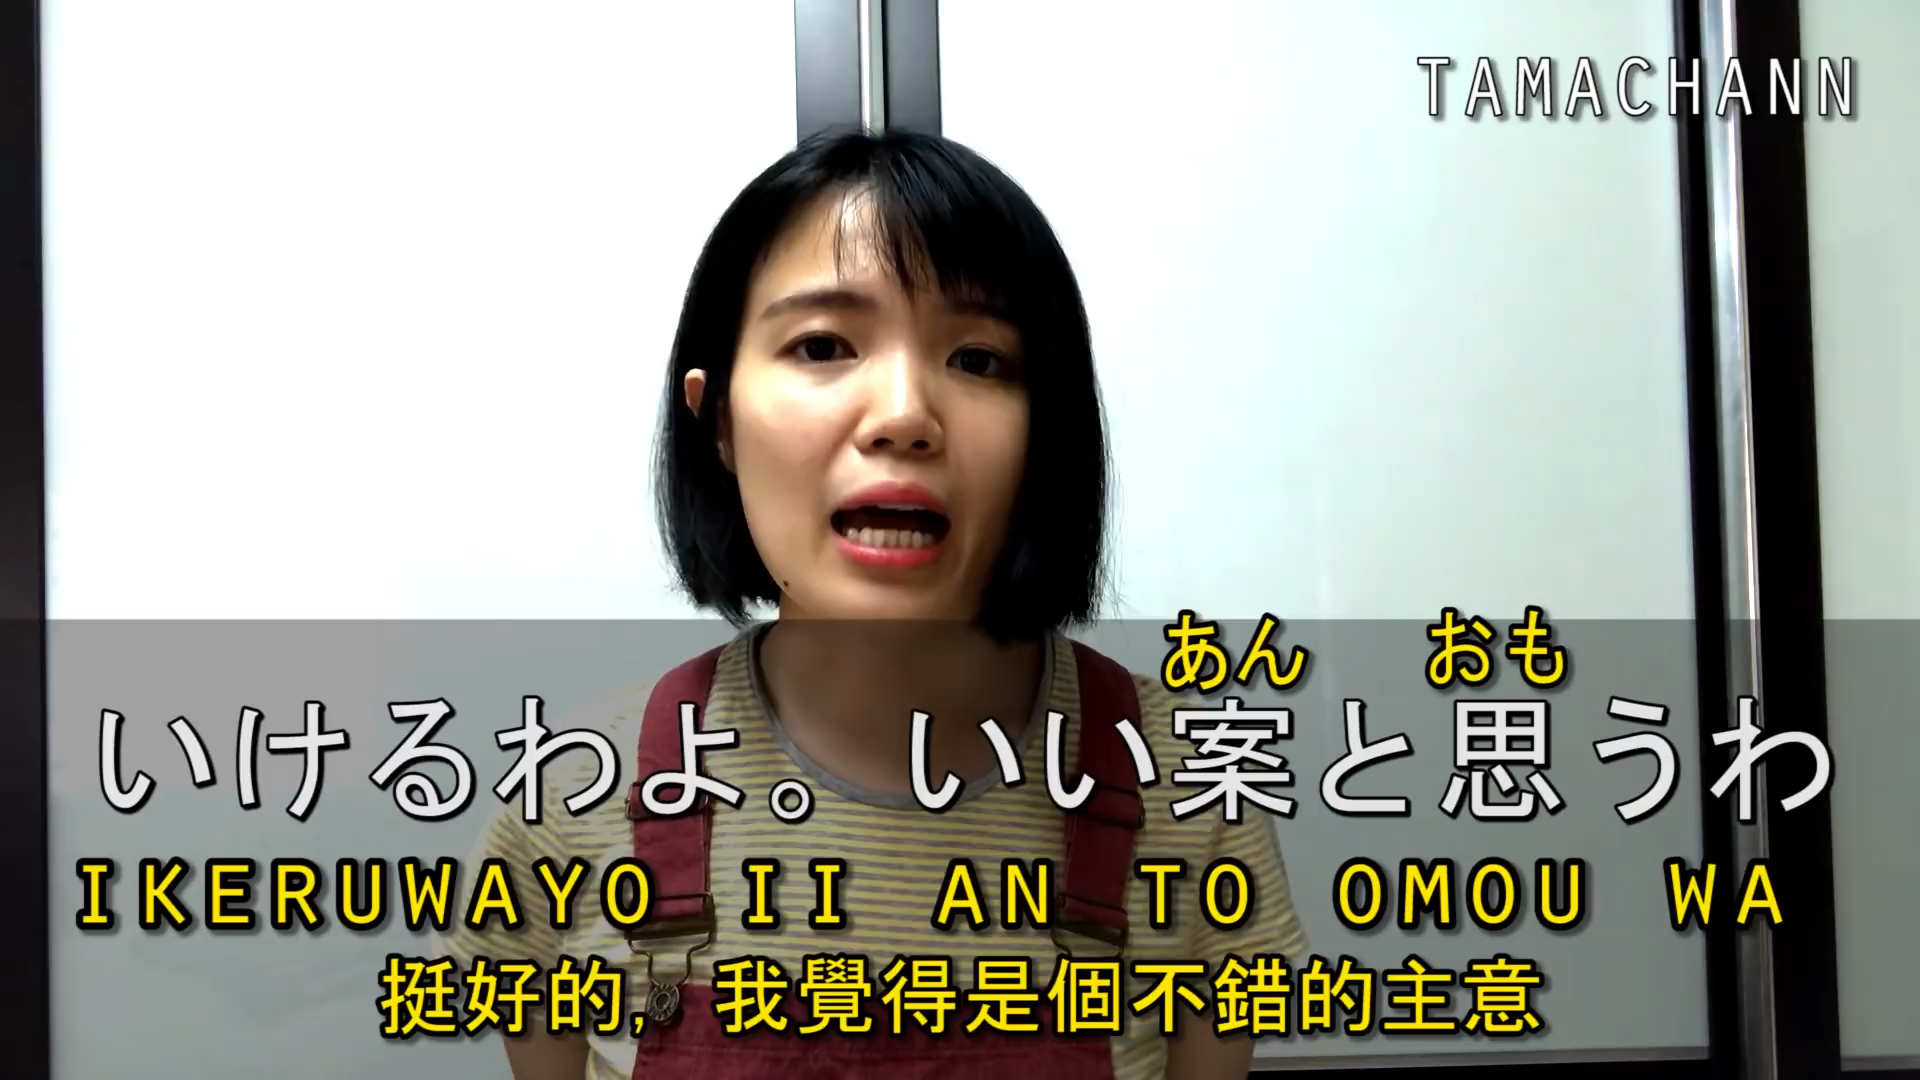 TAMACHANN
あん おも
いけるわよ。いい案と思うわ
IKERUWAYO II AN TO OMOU WA
挺好的, 我覺得是個不錯的主意